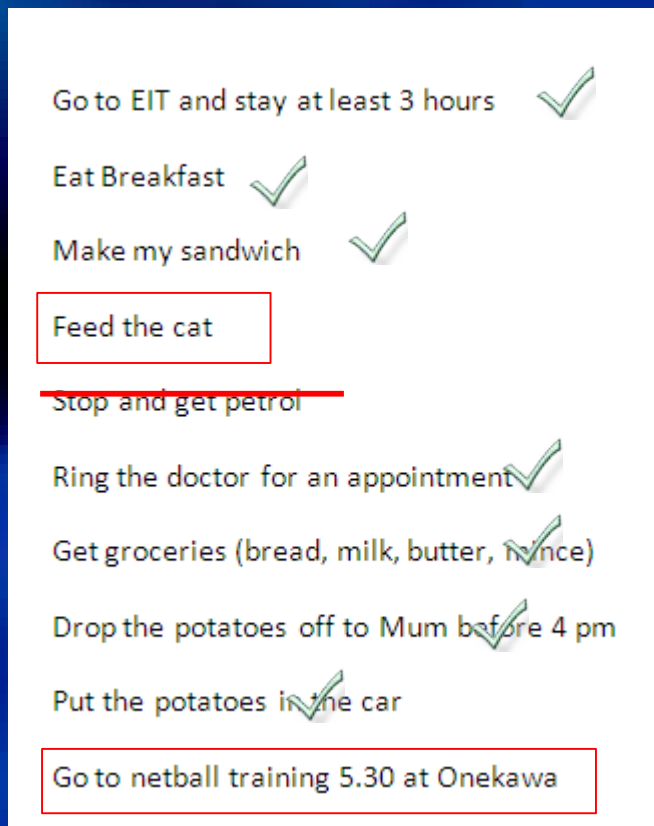 Go to EIT and stay at least 3 hours
Eat Breakfast
Make my sandwich
Feed the cat
Stop and get petrol
Ring the doctor for an appointment
Get groceries (bread, milk, butter, mince)
Drop the potatoes off to Mum before 4 pm
Put the potatoes in the car
Go to netball training 5.30 at Onekawa